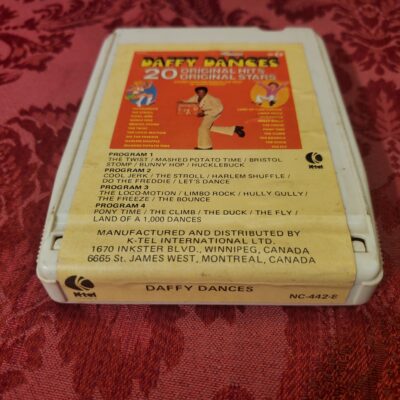 DAFFY DANCES
20 ORIGINAL HITS
ORIGINAL STARS
PROGRAM 1
THE TWIST / MASHED POTATO TIME / BRISTOL
STOMP / BUNNY HOP / HUCKLEBUCK
PROGRAM 2
COOL JERK / THE STROLL / HARLEM SHUFFLE /
DO THE FREDDIE / LET'S DANCE
PROGRAM 3
THE LOCO-MOTION / LIMBO ROCK / HULLY GULLY /
THE FREEZE / THE BOUNCE
PROGRAM 4
PONY TIME / THE CLIMB / THE DUCK / THE FLY /
LAND OF A 1,000 DANCES
K-tel
MANUFACTURED AND DISTRIBUTED BY
K-TEL INTERNATIONAL LTD.
1670 INKSTER BLVD., WINNIPEG, CANADA
6665 St. JAMES WEST, MONTREAL, CANADA
K-tel
DAFFY DANCES
NC-442-8